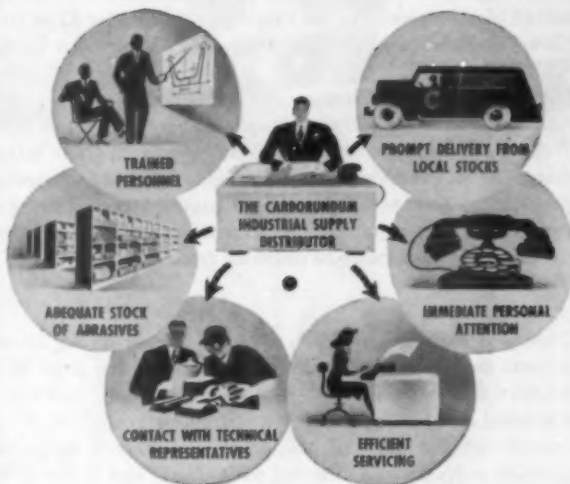 TRAINED
PERSONNEL
PROMPT DELIVERY FROM
LOCAL STOCKS
THE CARBORUNDUM
INDUSTRIAL SUPPLY
DISTRIBUTOR
ADEQUATE STOCK
OF ABRASIVES
IMMEDIATE PERSONAL
ATTENTION
CONTACT WITH TECHNICAL
REPRESENTATIVES
EFFICIENT
SERVICING
C